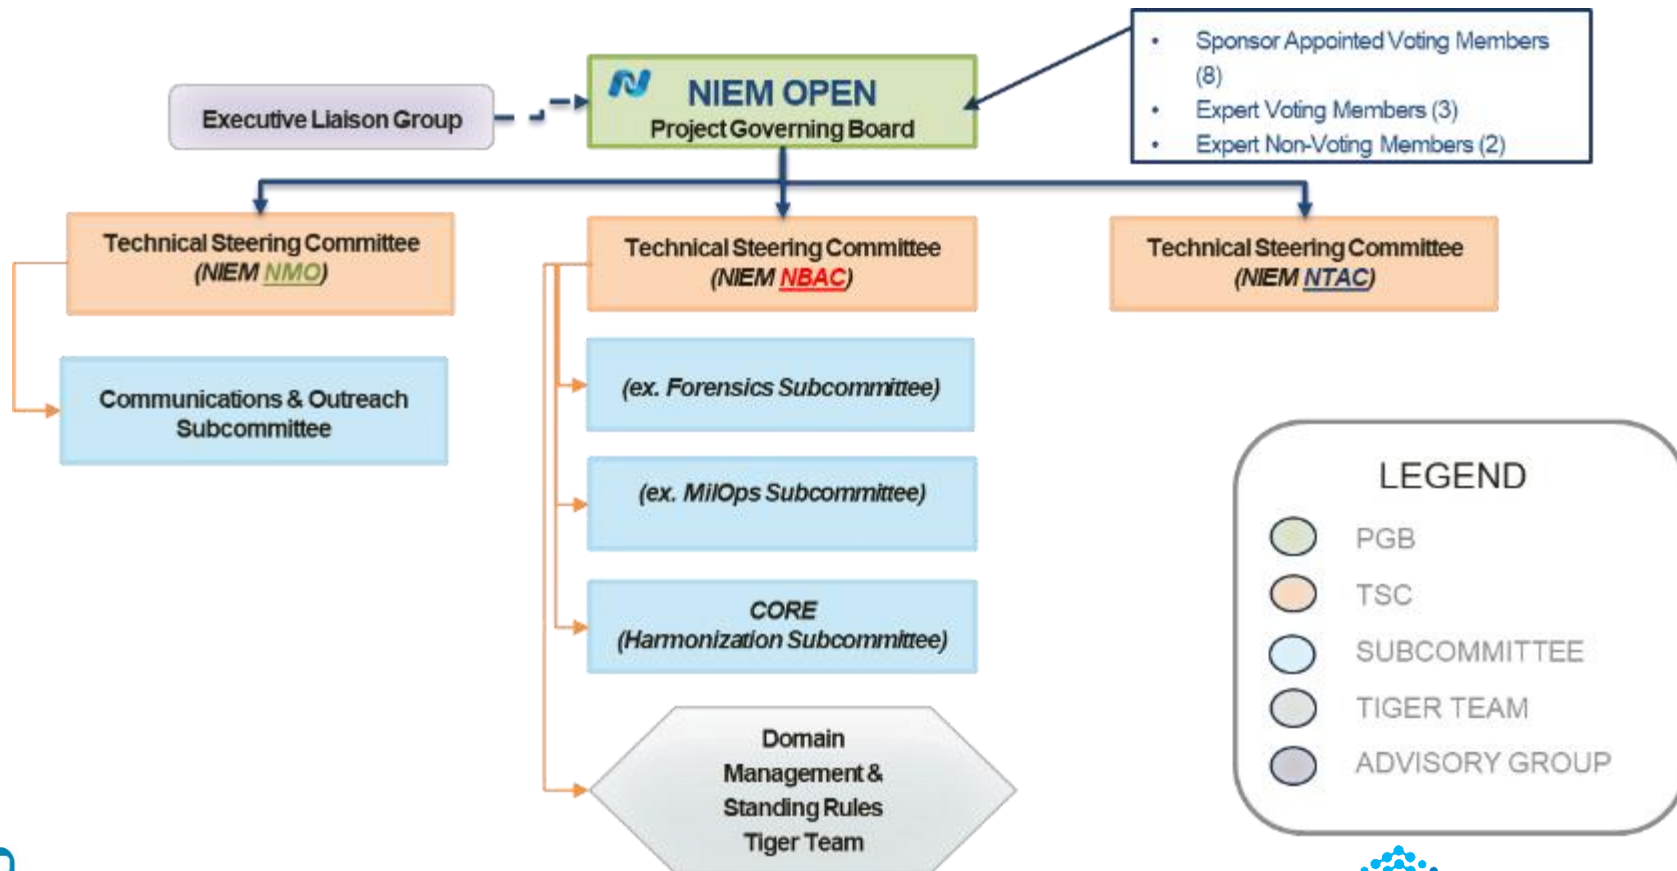 • Sponsor Appointed Voting Members
(8)
• Expert Voting Members (3)
• Expert Non-Voting Members (2)
NIEM OPEN
Project Governing Board
Executive Liaison Group
Technical Steering Committee
(NIEM NMO)
Technical Steering Committee
(NIEM NBAC)
Technical Steering Committee
(NIEM NTAC)
Communications & Outreach
Subcommittee
(ex. Forensics Subcommittee)
(ex. MilOps Subcommittee)
CORE
(Harmonization Subcommittee)
Domain
Management &
Standing Rules
Tiger Team
LEGEND
PGB
TSC
SUBCOMMITTEE
TIGER TEAM
ADVISORY GROUP